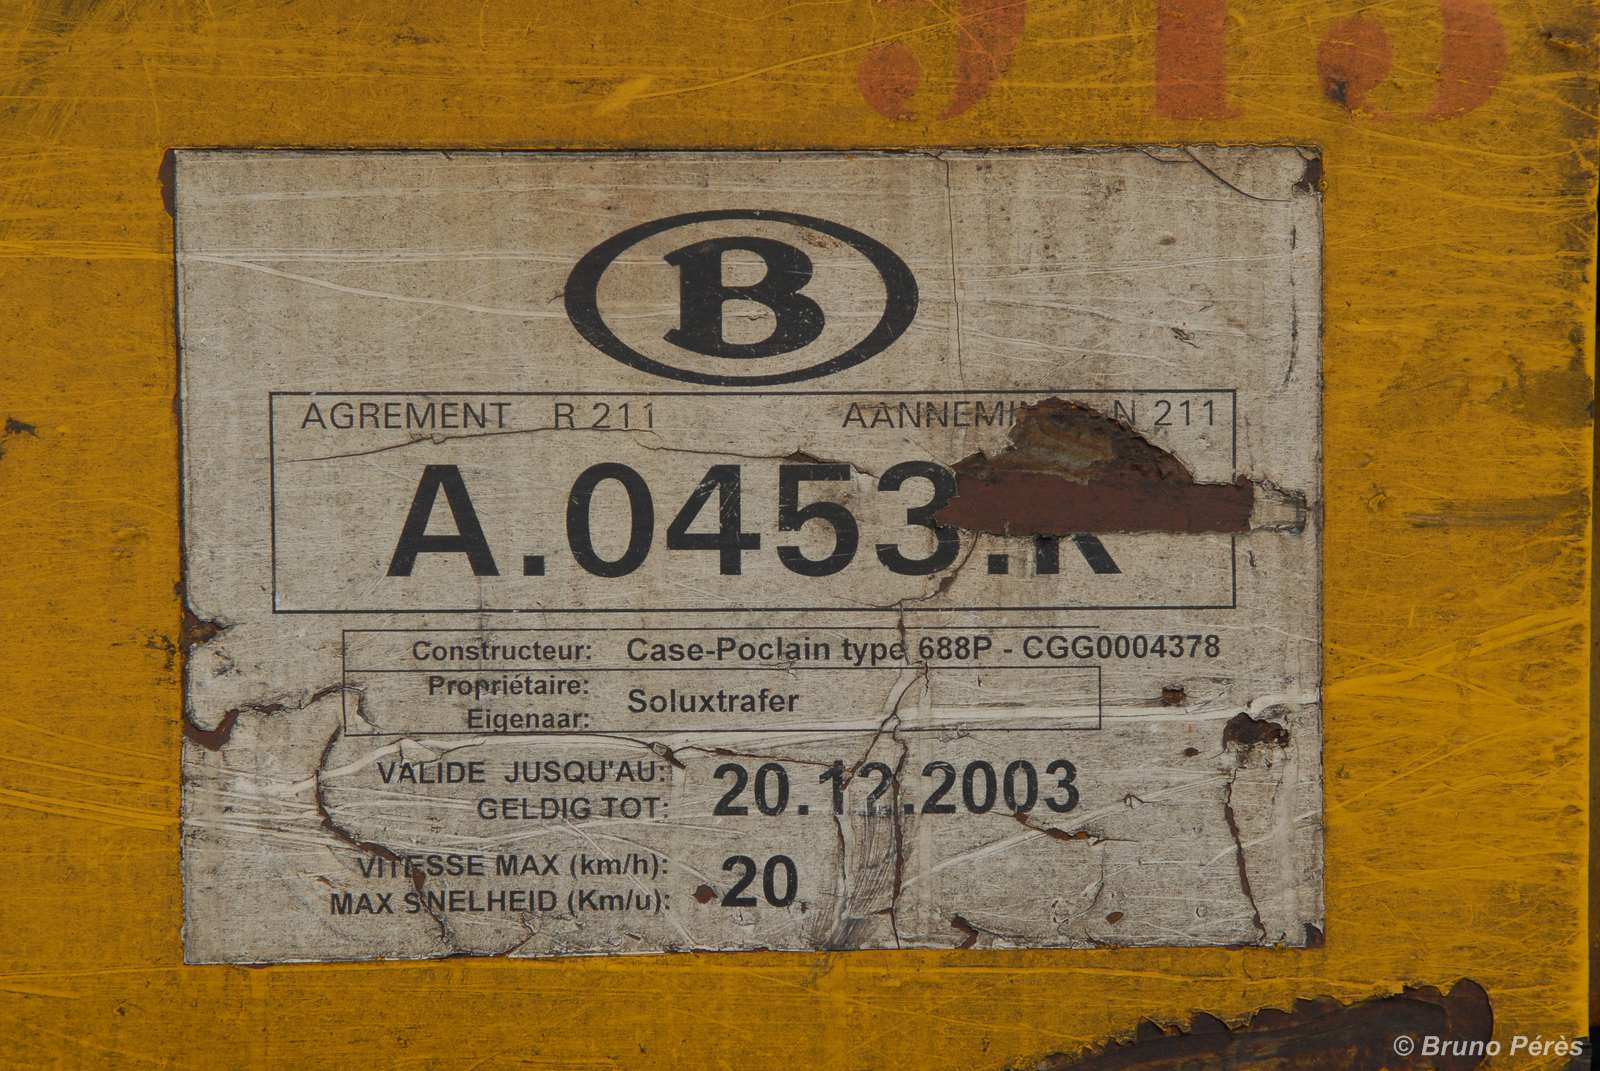 B
AGREMENT R 211 N 211
A.0453.R
Constructeur: Case-Poclain type 688P - CGG0004378
Propriétaire:
Eigenaar: Soluxtrafer
VALIDE JUSQU'AU:
GELDIG TOT: 20.12.2003
VITESSE MAX (km/h):
MAX SNELHEID (Km/u): 20
© Bruno Pérès